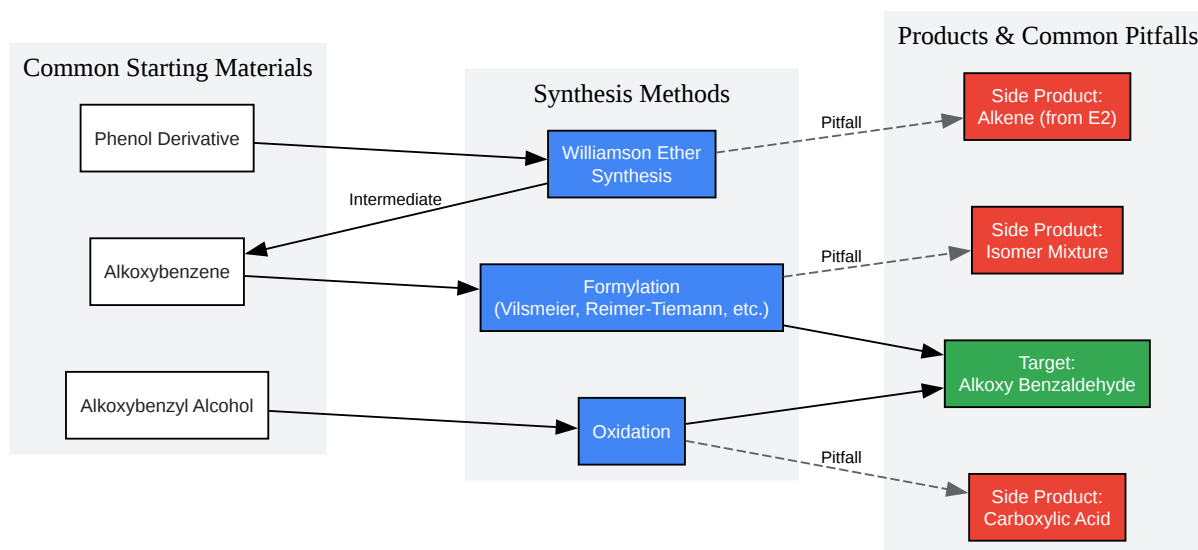 Common Starting Materials
Phenol Derivative
Alkoxybenzene
Alkoxybenzyl Alcohol
Synthesis Methods
Williamson Ether
Synthesis
Formylation
(Vilsmeier, Reimer-Tiemann, etc.)
Oxidation
Intermediate
Pitfall
Pitfall
Pitfall
Products & Common Pitfalls
Side Product:
Alkene (from E2)
Side Product:
Isomer Mixture
Target:
Alkoxy Benzaldehyde
Side Product:
Carboxylic Acid